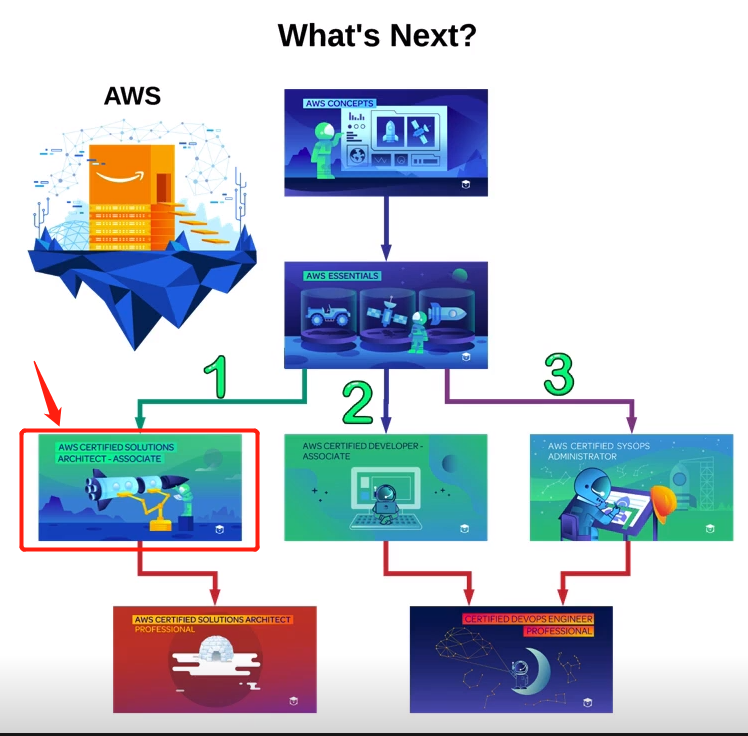 What's Next?
AWS
AWS CONCEPTS
AWS ESSENTIALS
1
2
3
AWS CERTIFIED SOLUTIONS
ARCHITECT - ASSOCIATE
AWS CERTIFIED DEVELOPER -
ASSOCIATE
AWS CERTIFIED SYSOPS
ADMINISTRATOR
AWS CERTIFIED SOLUTIONS ARCHITECT
PROFESSIONAL
CERTIFIED DEVOPS ENGINEER
PROFESSIONAL